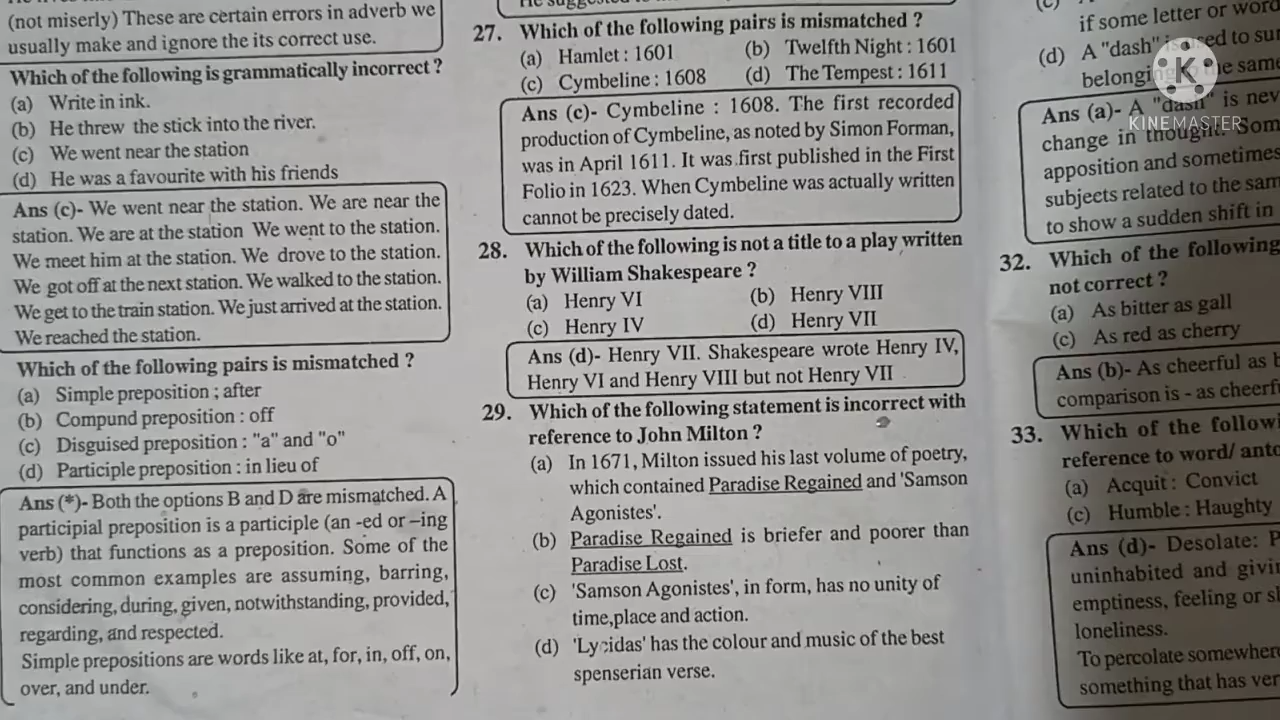 (not miserly) These are certain errors in adverb we
usually make and ignore the its correct use.
Which of the following is grammatically incorrect ?
(a) Write in ink.
(b) He threw the stick into the river.
(c) We went near the station
(d) He was a favourite with his friends
Ans (c)- We went near the station. We are near the
station. We are at the station We went to the station.
We meet him at the station. We drove to the station.
We got off at the next station. We walked to the station.
We get to the train station. We just arrived at the station.
We reached the station.
Which of the following pairs is mismatched ?
(a) Simple preposition ; after
(b) Compund preposition : off
(c) Disguised preposition : "a" and "o"
(d) Participle preposition : in lieu of
Ans (*)- Both the options B and D are mismatched. A
participial preposition is a participle (an -ed or –ing
verb) that functions as a preposition. Some of the
most common examples are assuming, barring,
considering, during, given, notwithstanding, provided,
regarding, and respected.
Simple prepositions are words like at, for, in, off, on,
over, and under.
He suggested to
27. Which of the following pairs is mismatched ?
(a) Hamlet : 1601 (b) Twelfth Night : 1601
(c) Cymbeline : 1608 (d) The Tempest : 1611
Ans (c)- Cymbeline : 1608. The first recorded
production of Cymbeline, as noted by Simon Forman,
was in April 1611. It was first published in the First
Folio in 1623. When Cymbeline was actually written
cannot be precisely dated.
28. Which of the following is not a title to a play written
by William Shakespeare ?
(a) Henry VI (b) Henry VIII
(c) Henry IV (d) Henry VII
Ans (d)- Henry VII. Shakespeare wrote Henry IV,
Henry VI and Henry VIII but not Henry VII
29. Which of the following statement is incorrect with
reference to John Milton ?
(a) In 1671, Milton issued his last volume of poetry,
which contained Paradise Regained and 'Samson
Agonistes'.
(b) Paradise Regained is briefer and poorer than
Paradise Lost.
(c) 'Samson Agonistes', in form, has no unity of
time,place and action.
(d) 'Lycidas' has the colour and music of the best
spenserian verse.
(c)
if some letter or word
(d) A "dash" is used to
belonging to the same
Ans (a)- A "dash" is
change in thought.
apposition and sometimes
subjects related to the
to show a sudden shift in
32. Which of the following
not correct ?
(a) As bitter as gall
(c) As red as cherry
Ans (b)- As cheerful as
comparison is - as
33. Which of the
reference to word/
(a) Acquit : Convict
(c) Humble : Haughty
Ans (d)- Desolate:
uninhabited and
emptiness, feeling or
loneliness.
To percolate
something that has
K
KINEMASTER